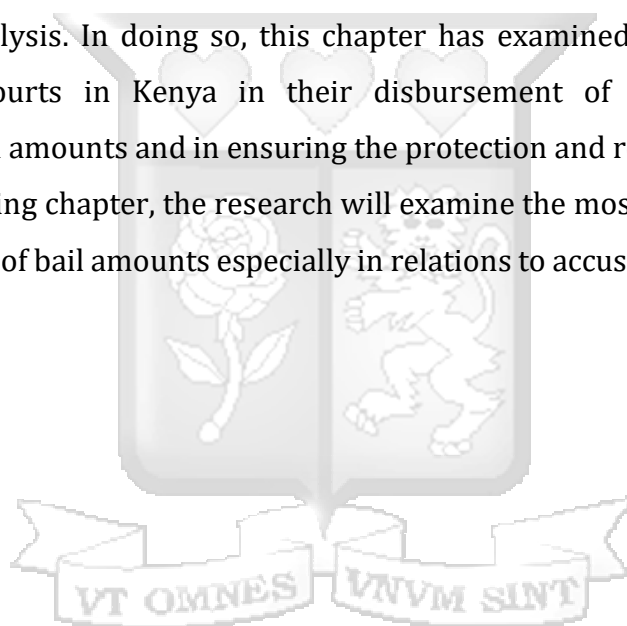 lysis. In doing so, this chapter has examined
ourts in Kenya in their disbursement of
amounts and in ensuring the protection and r
ing chapter, the research will examine the mos
of bail amounts especially in relations to accus
VT OMNES VNVM SINT